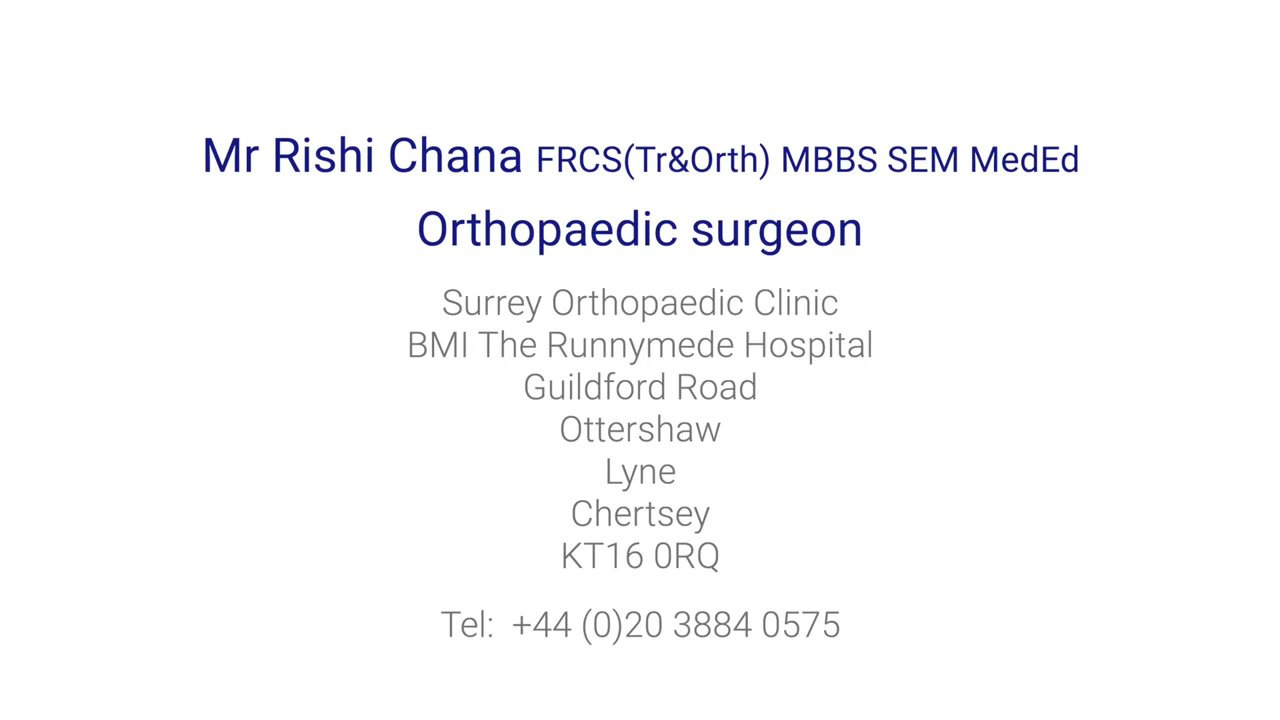 Mr Rishi Chana FRCS(Tr&Orth) MBBS SEM MedEd
Orthopaedic surgeon
Surrey Orthopaedic Clinic
BMI The Runnymede Hospital
Guildford Road
Ottershaw
Lyne
Chertsey
KT16 0RQ
Tel:  +44 (0)20 3884 0575